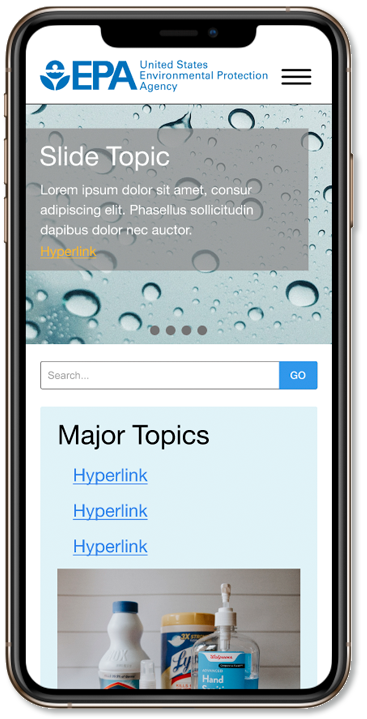 EPA
United States
Environmental Protection
Agency
Slide Topic
Lorem ipsum dolor sit amet, consur
adipiscing elit. Phasellus sollicitudin
dapibus dolor nec auctor.
Hyperlink
Search...
GO
Major Topics
Hyperlink
Hyperlink
Hyperlink
Walgreens
Hand